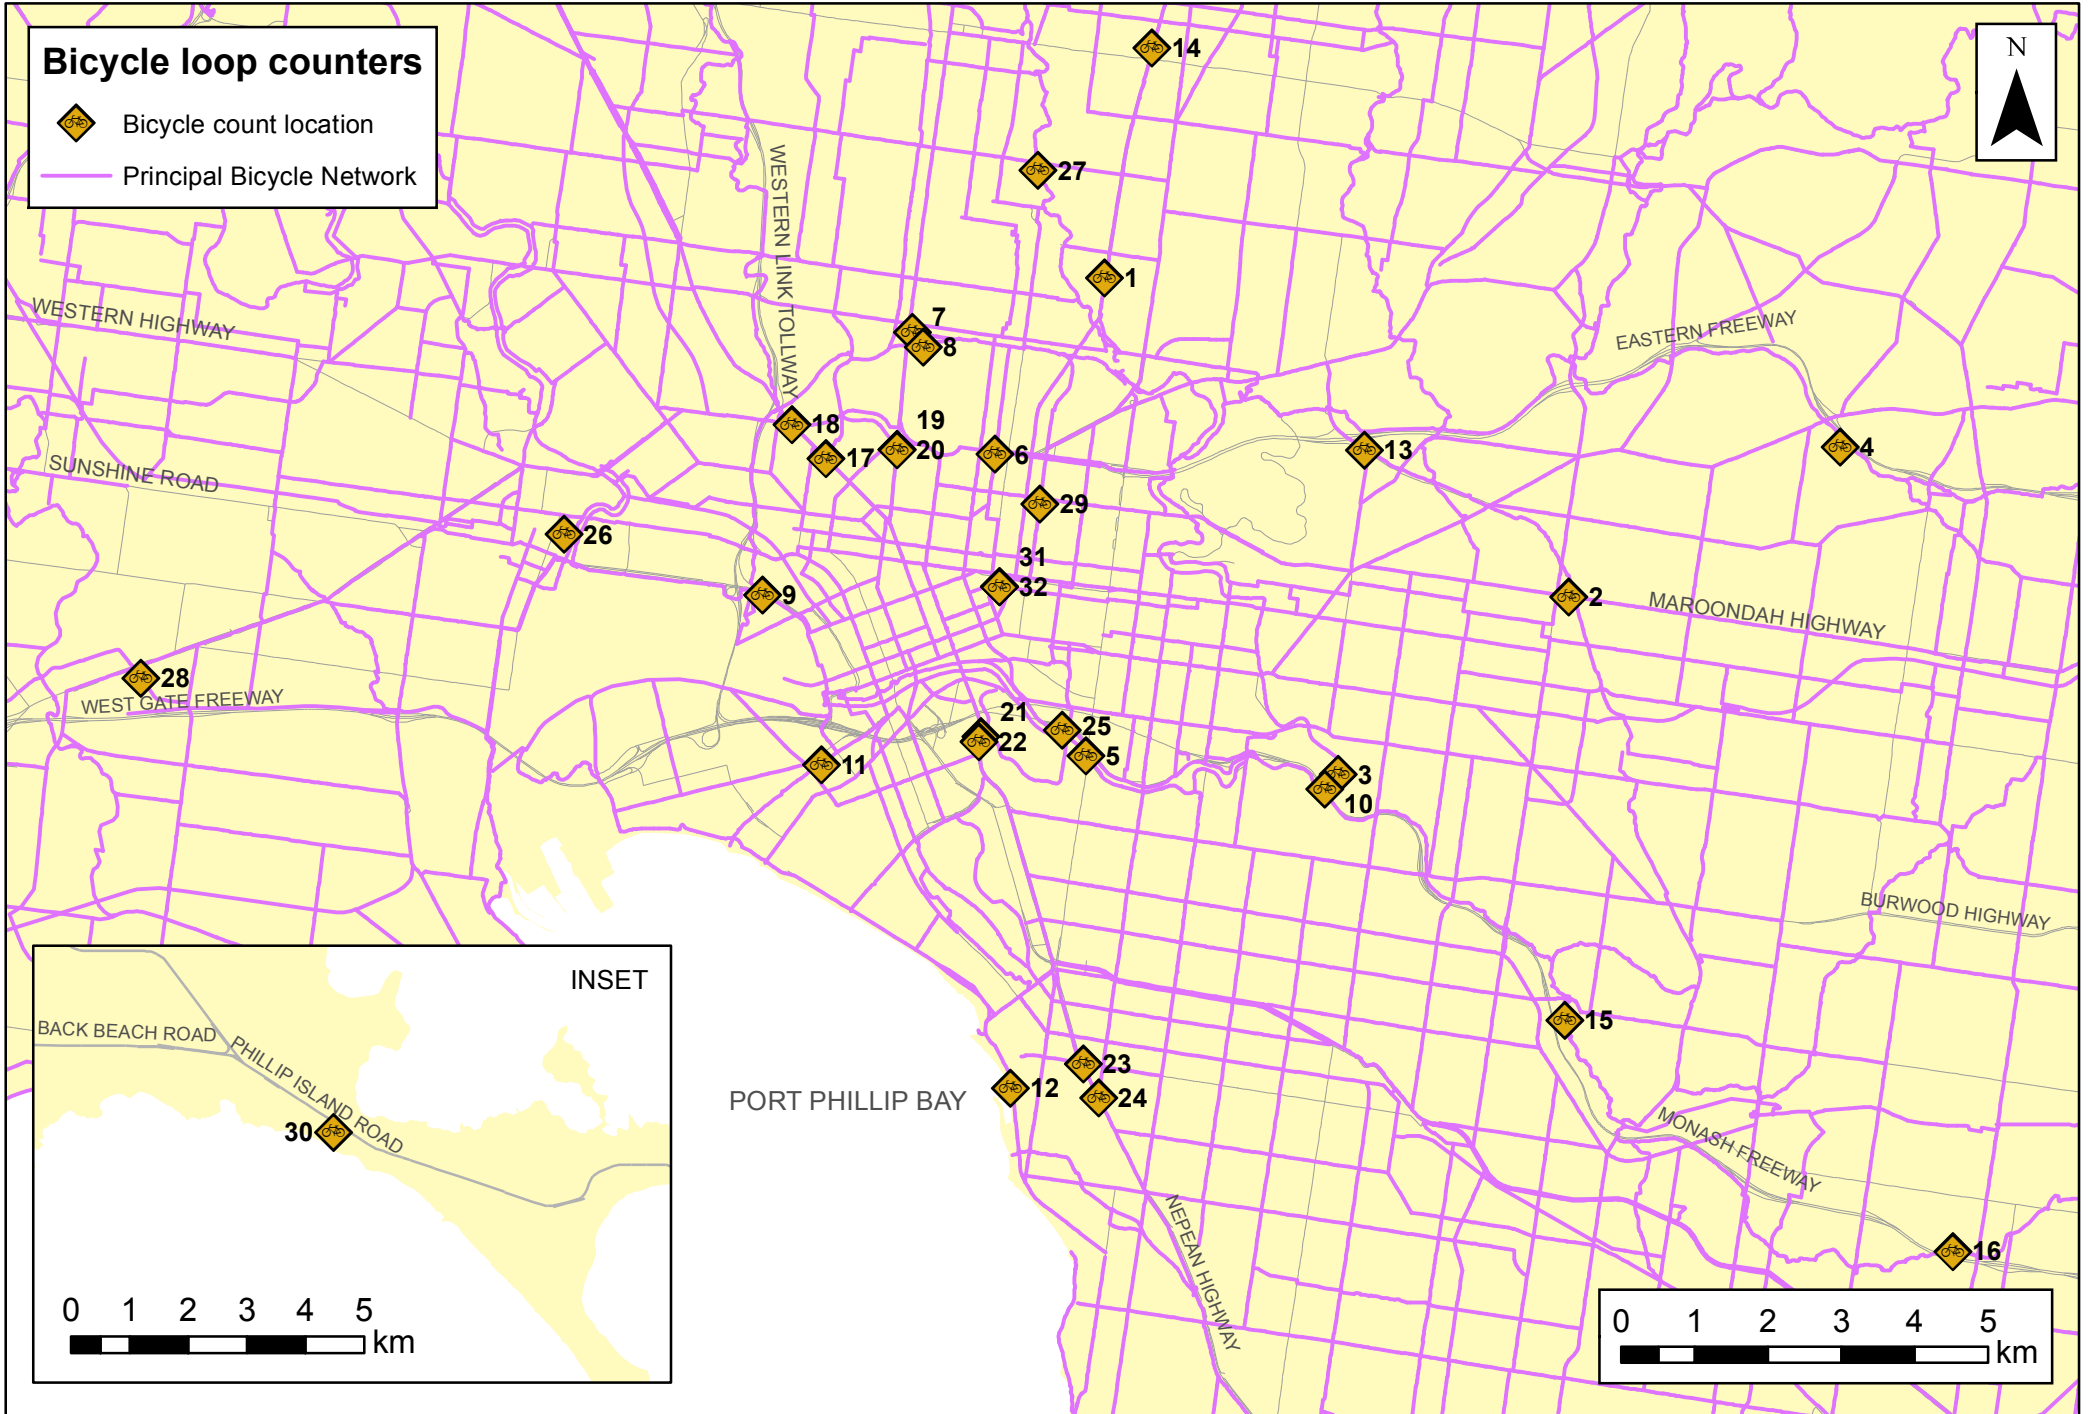 Bicycle loop counters
Bicycle count location
Principal Bicycle Network
N
14
27
WESTERN LINK TOLLWAY
1
WESTERN HIGHWAY
7
8
EASTERN FREEWAY
19
18
20
17
6
13
4
SUNSHINE ROAD
29
26
31
32
9
2
MAROONDAH HIGHWAY
28
WEST GATE FREEWAY
21
22
25
5
11
3
10
BURWOOD HIGHWAY
INSET
BACK BEACH ROAD
PHILLIP ISLAND ROAD
30
0 1 2 3 4 5
km
15
23
12
24
PORT PHILLIP BAY
MONASH FREEWAY
NEPEAN HIGHWAY
16
0 1 2 3 4 5
km